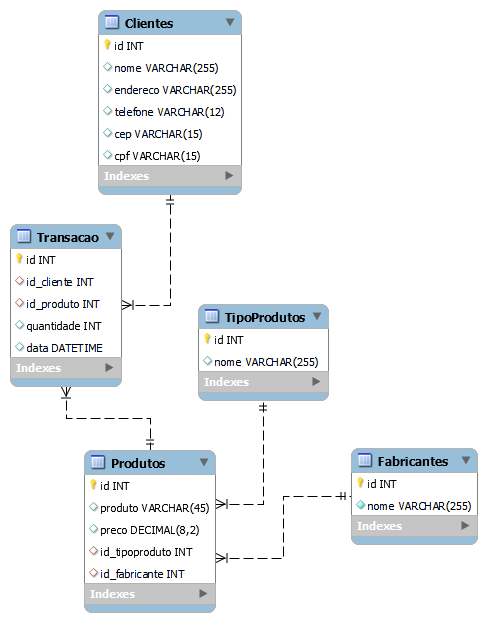 Clientes
id INT
nome VARCHAR(255)
endereco VARCHAR(255)
telefone VARCHAR(12)
cep VARCHAR(15)
cpf VARCHAR(15)
Indexes
Transacao
id INT
id_cliente INT
id_produto INT
quantidade INT
data DATETIME
Indexes
TipoProdutos
id INT
nome VARCHAR(255)
Indexes
Produtos
id INT
produto VARCHAR(45)
preco DECIMAL(8,2)
id_tipoproduto INT
id_fabricante INT
Indexes
Fabricantes
id INT
nome VARCHAR(255)
Indexes